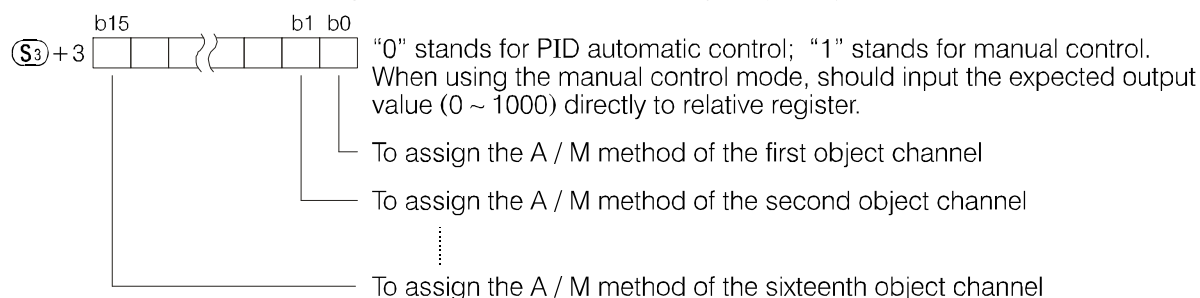 b15 b1 b0
S3 +3 "0" stands for PID automatic control; "1" stands for manual control.
When using the manual control mode, should input the expected output
value (0 ~ 1000) directly to relative register.
To assign the A / M method of the first object channel
To assign the A / M method of the second object channel
To assign the A / M method of the sixteenth object channel